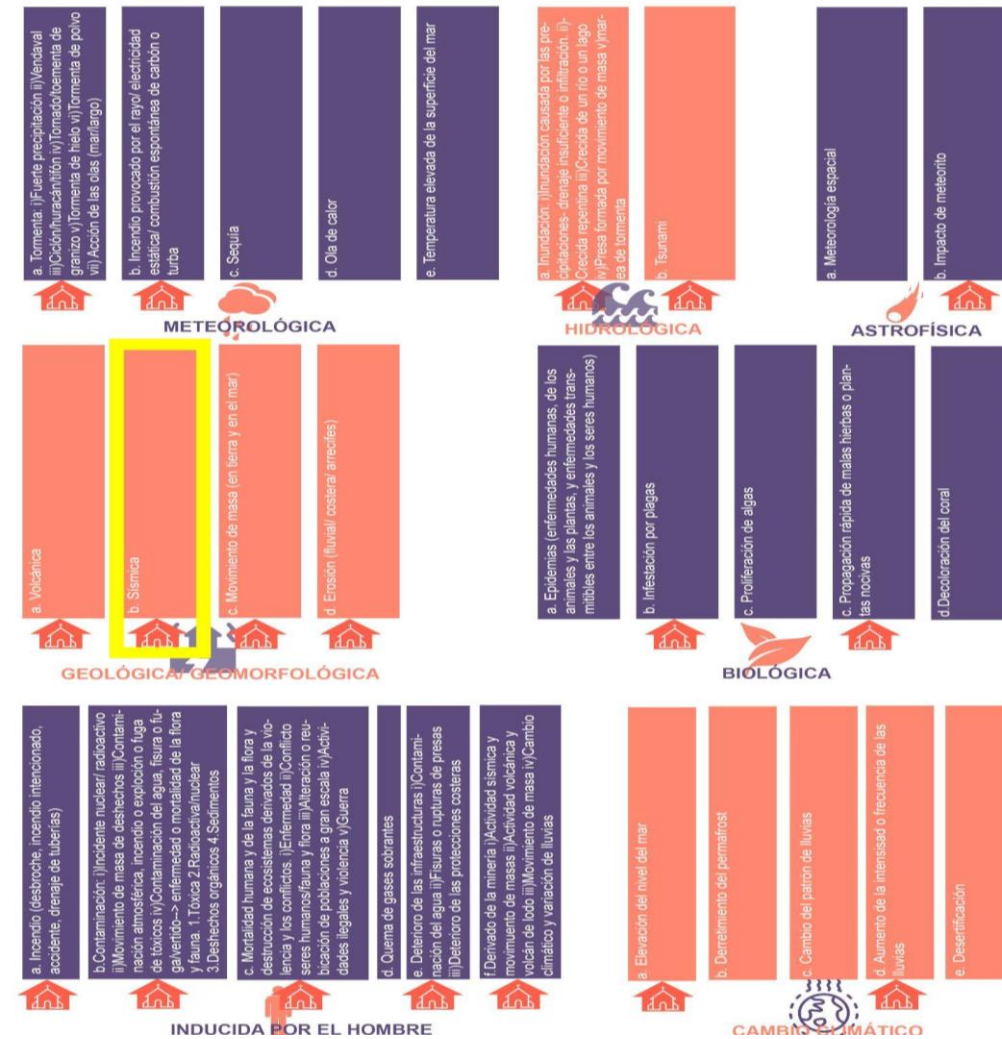 METEOROLÓGICA
a. Tormenta: i)Fuerte precipitación ii)Vendaval
iii)Ciclón/huracán/tifón iv)Tornado/toementa de
granizo v)Tormenta de hielo vi)Tormenta de polvo
vii) Acción de las olas (mar/largo)
b. Incendio provocado por el rayo/ electricidad
estática/ combustión espontánea de carbón o
turba
c. Sequía
d. Ola de calor
e. Temperatura elevada de la superficie del mar
HIDROLÓGICA
a. Inundación: i)Inundación causada por las pre-
cipitaciones- drenaje insuficiente o infiltración. ii)-
Crecida repentina iii)Crecida de un río o un lago
iv)Presa formada por movimiento de masa v)mar-
ea de tormenta
b. Tsunami
ASTROFÍSICA
a. Meteorología espacial
b. Impacto de meteorito
GEOLÓGICA/ GEOMORFOLÓGICA
a. Volcánica
b. Sísmica
c. Movimiento de masa (en tierra y en el mar)
d. Erosión (fluvial/ costera/ arrecifes)
BIOLÓGICA
a. Epidemias (enfermedades humanas, de los
animales y las plantas, y enfermedades trans-
mitibles entre los animales y los seres humanos)
b. Infestación por plagas
c. Proliferación de algas
c. Propagación rápida de malas hierbas o plan-
tas nocivas
d.Decoloración del coral
INDUCIDA POR EL HOMBRE
a. Incendio (desbroche, incendio intencionado,
accidente, drenaje de tuberías)
b.Contaminación: i)Incidente nuclear/ radioactivo
ii)Movimiento de masa de deshechos iii)Contami-
nación atmosférica, incendio o exploción o fuga
de tóxicos iv)Contaminación del agua, fisura o fu-
ga/vertido--> enfermedad o mortalidad de la flora
y fauna. 1.Tóxica 2.Radioactiva/nuclear
3.Deshechos orgánicos 4.Sedimentos
c. Mortalidad humana y de la fauna y la flora y
destrucción de ecosistemas derivados de la vio-
lencia y los conflictos. i)Enfermedad ii)Conflicto
seres humanos/fauna y flora iii)Alteración o reu-
bicación de poblaciones a gran escala iv)Activi-
dades ilegales y violencia v)Guerra
d. Quema de gases sobrantes
e. Deterioro de las infraestructuras i)Contami-
nación del agua ii)Fisuras o rupturas de presas
iii)Deterioro de las protecciones costeras
f.Derivado de la minería i)Actividad sísmica y
movimuento de masas ii)Actividad volcánica y
volcán de lodo iii)Movimiento de masa iv)Cambio
climático y variación de lluvias
CAMBIO CLIMÁTICO
a. Elevación del nivel del mar
b. Derretmiento del permafrost
c. Cambio del patrón de lluvias
d. Aumento de la intensisad o frecuencia de las
lluvias
e. Desertificación